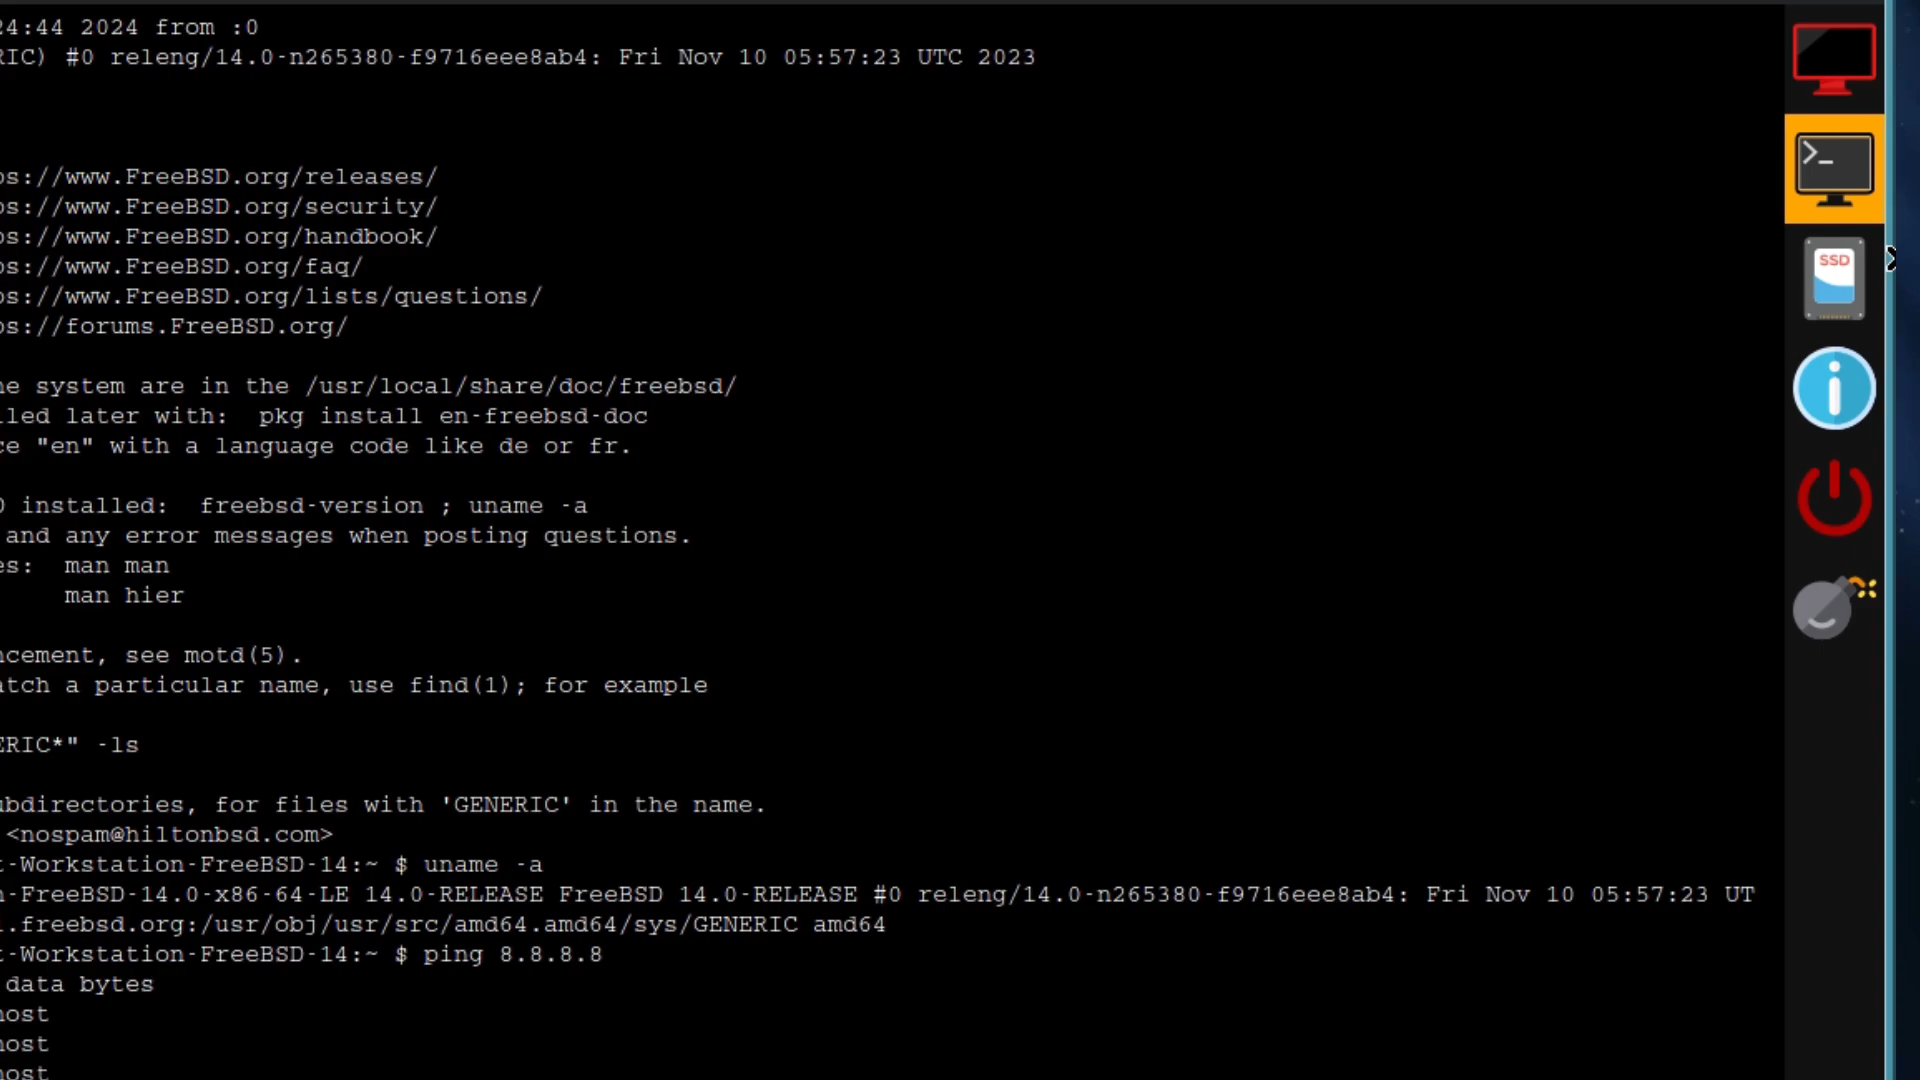 24:44 2024 from :0
RIC) #0 releng/14.0-n265380-f9716eee8ab4: Fri Nov 10 05:57:23 UTC 2023
ps://www.FreeBSD.org/releases/
ps://www.FreeBSD.org/security/
ps://www.FreeBSD.org/handbook/
ps://www.FreeBSD.org/faq/
ps://www.FreeBSD.org/lists/questions/
ps://forums.FreeBSD.org/
ne system are in the /usr/local/share/doc/freebsd/
lled later with:  pkg install en-freebsd-doc
ce "en" with a language code like de or fr.
D installed:  freebsd-version ; uname -a
and any error messages when posting questions.
es:  man man
man hier
ncement, see motd(5).
atch a particular name, use find(1); for example
ERIC*" -ls
ubdirectories, for files with 'GENERIC' in the name.
<nospam@hiltonbsd.com>
t-Workstation-FreeBSD-14:~ $ uname -a
n-FreeBSD-14.0-x86-64-LE 14.0-RELEASE FreeBSD 14.0-RELEASE #0 releng/14.0-n265380-f9716eee8ab4: Fri Nov 10 05:57:23 UT
.freebsd.org:/usr/obj/usr/src/amd64.amd64/sys/GENERIC amd64
t-Workstation-FreeBSD-14:~ $ ping 8.8.8.8
data bytes
host
host
host
>_
SSD